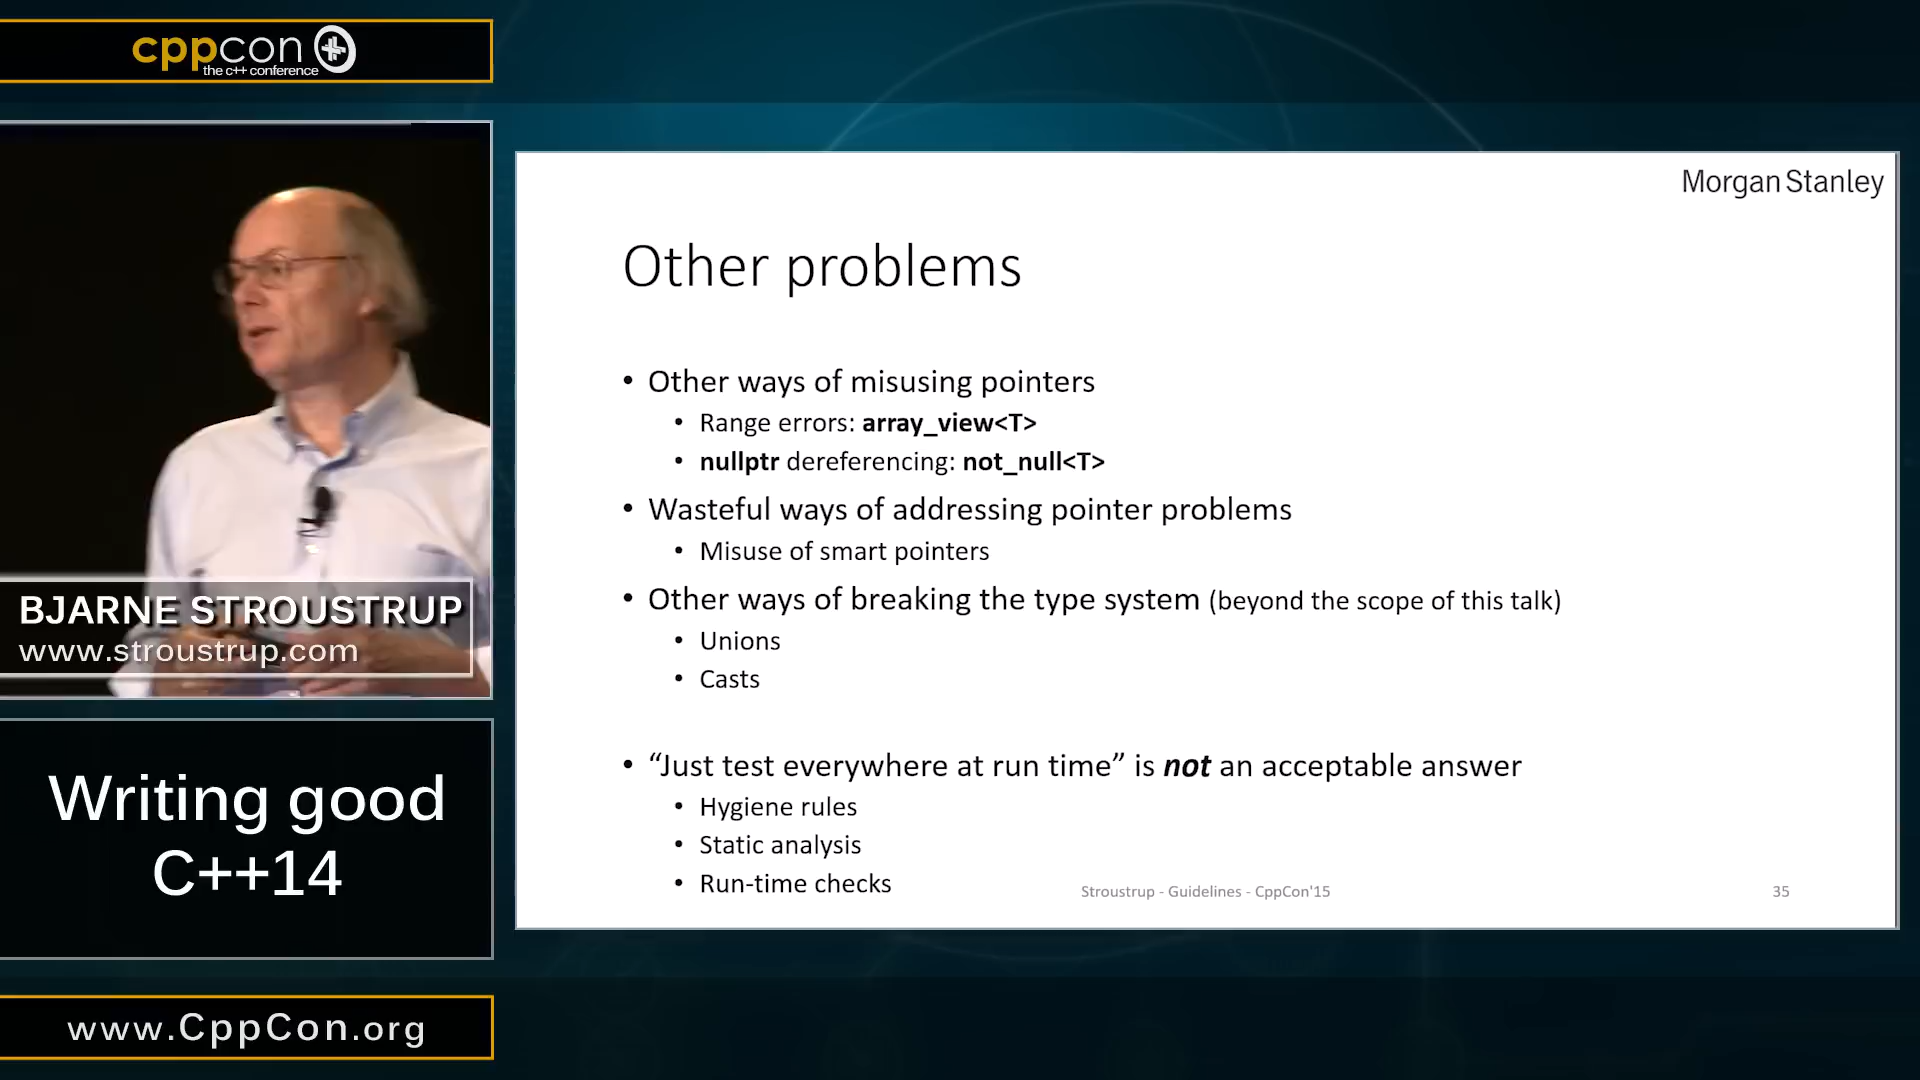 cppcon
the c++ conference
BJARNE STROUSTRUP
www.stroustrup.com
Writing good
C++14
www.CppCon.org
Morgan Stanley
Other problems
• Other ways of misusing pointers
• Range errors: array_view<T>
• nullptr dereferencing: not_null<T>
• Wasteful ways of addressing pointer problems
• Misuse of smart pointers
• Other ways of breaking the type system (beyond the scope of this talk)
• Unions
• Casts
• “Just test everywhere at run time” is not an acceptable answer
• Hygiene rules
• Static analysis
• Run-time checks
Stroustrup - Guidelines - CppCon'15
35